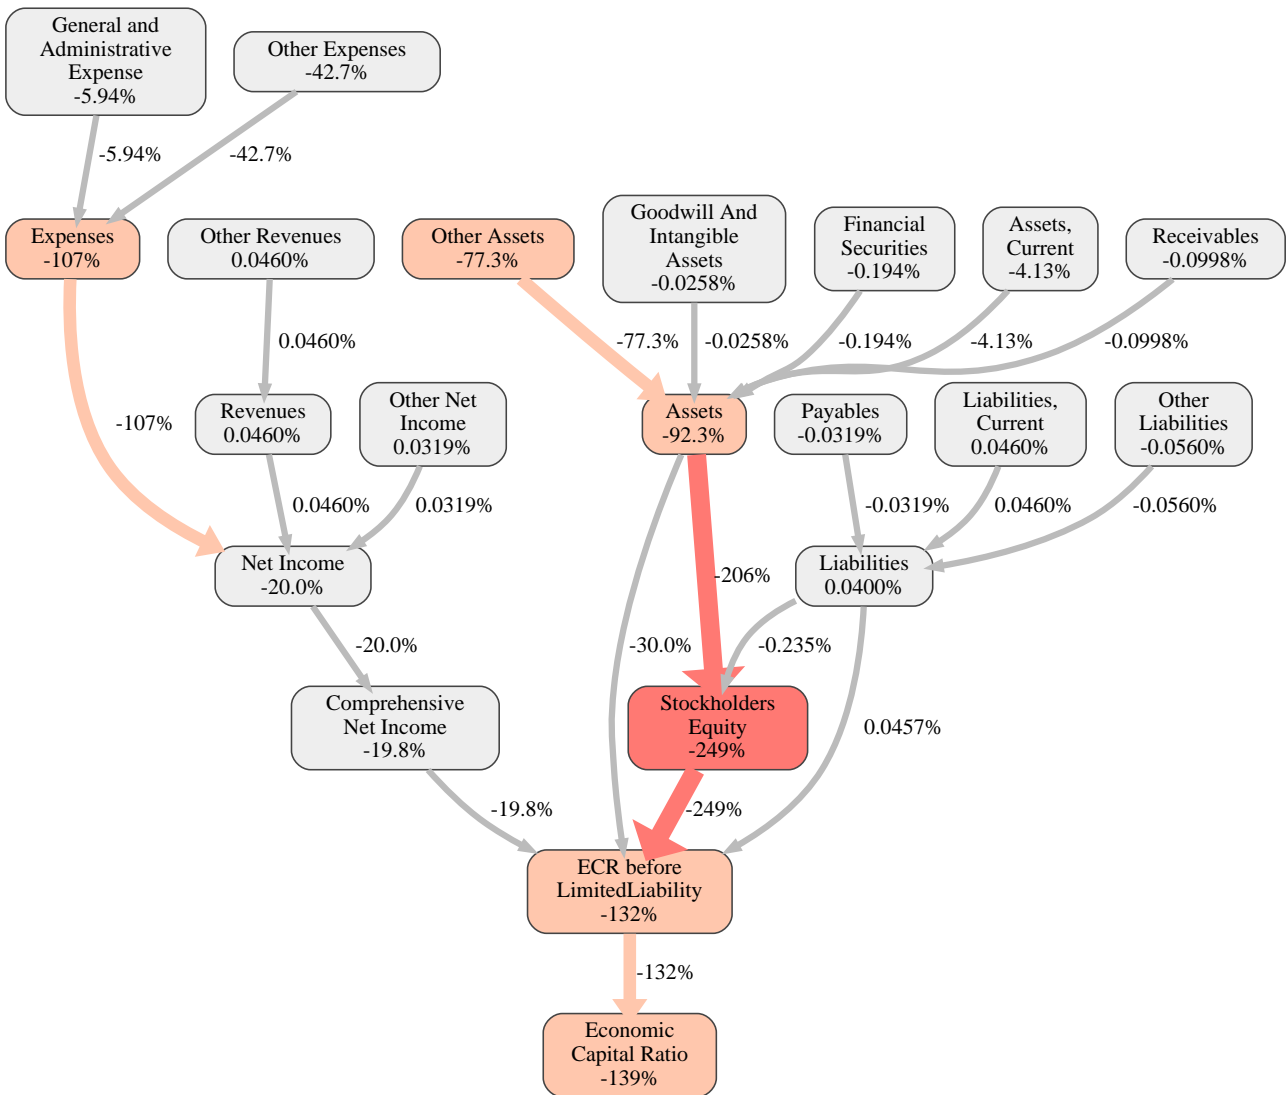 General and
Administrative
Expense
-5.94%
Other Expenses
-42.7%
-5.94%
-42.7%
Expenses
-107%
Other Revenues
0.0460%
Other Assets
-77.3%
Goodwill And
Intangible
Assets
-0.0258%
Financial
Securities
-0.194%
Assets,
Current
-4.13%
Receivables
-0.0998%
0.0460%
-77.3%
-0.0258%
-0.194%
-4.13%
-0.0998%
-107%
Revenues
0.0460%
Other Net
Income
0.0319%
Assets
-92.3%
Payables
-0.0319%
Liabilities,
Current
0.0460%
Other
Liabilities
-0.0560%
0.0460%
0.0319%
-0.0319%
0.0460%
-0.0560%
Net Income
-20.0%
-206%
Liabilities
0.0400%
-20.0%
-30.0%
-0.235%
Comprehensive
Net Income
-19.8%
Stockholders
Equity
-249%
0.0457%
-19.8%
-249%
ECR before
LimitedLiability
-132%
-132%
Economic
Capital Ratio
-139%